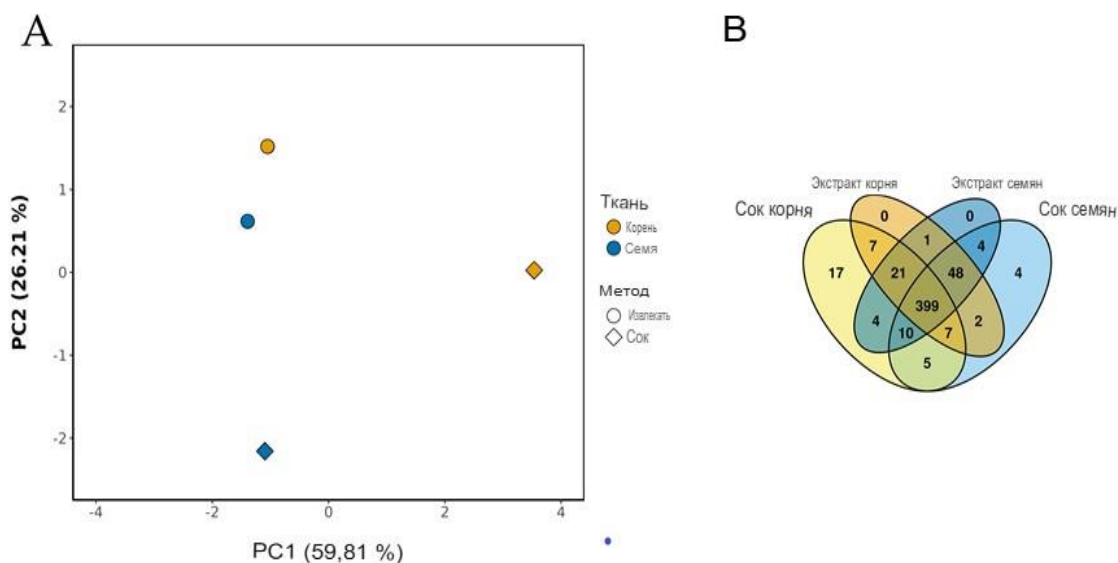 A
B
2
1
0
-1
-2
-4
-2
0
2
4
PC2 (26.21 %)
PC1 (59,81 %)
Ткань
Корень
Семя
Метод
Извлекать
Сок
Экстракт корня
Экстракт семян
Сок корня
Сок семян
0
0
7
1
4
17
21
48
4
399
4
10
7
2
5